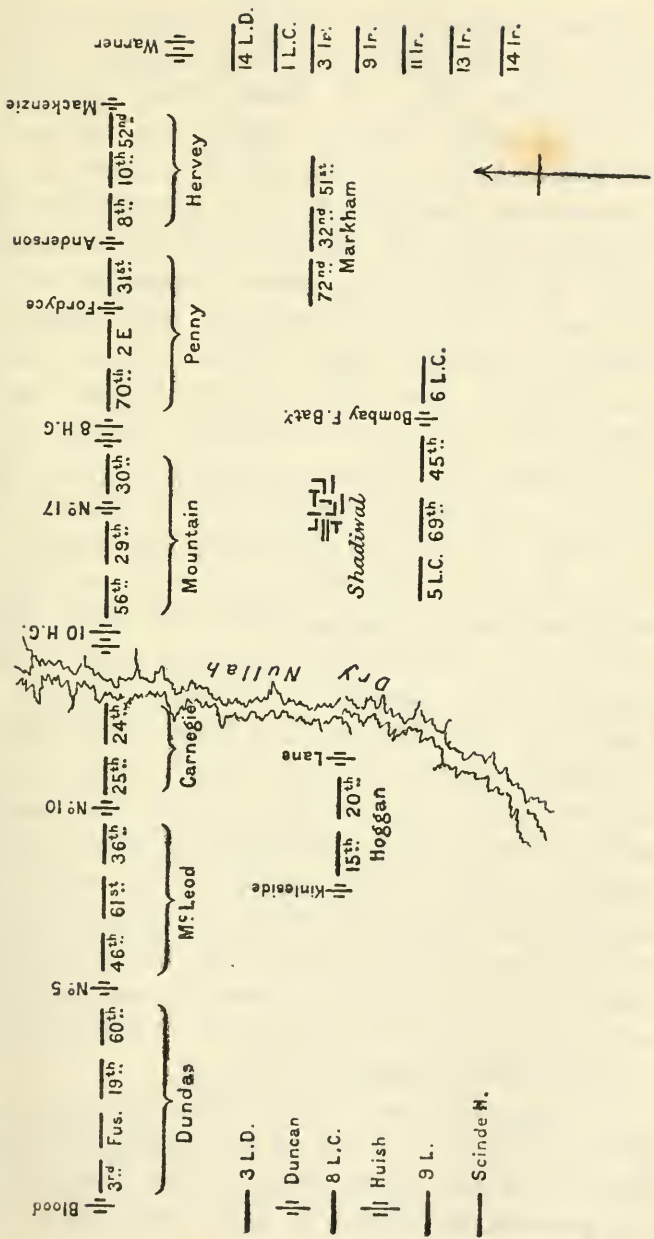 Blood
Nº 5
Nº 10
10 H.G.
Nº 17
8 H.G
Fordyce
Anderson
Mackenzie
Warner
3rd Fus. 19th 60th
46th 61st 36th
25th 24th
56th 29th 30th
70th 2 E 31st
8th 10th 52nd
Dundas
McLeod
Carnegie
Mountain
Penny
Hervey
Dry Nullah
3 L.D.
Duncan
8 L.C.
Huish
9 L.
Scinde H.
Kinleside
Lane
15th 20th
Hoggan
Shadiwal
Bombay F. Baty.
5 L.C. 69th 45th 6 L.C.
72nd 32nd 51st
Markham
14 L.D.
1 L.C.
3 Ir.
9 Ir.
11 Ir.
13 Ir.
14 Ir.